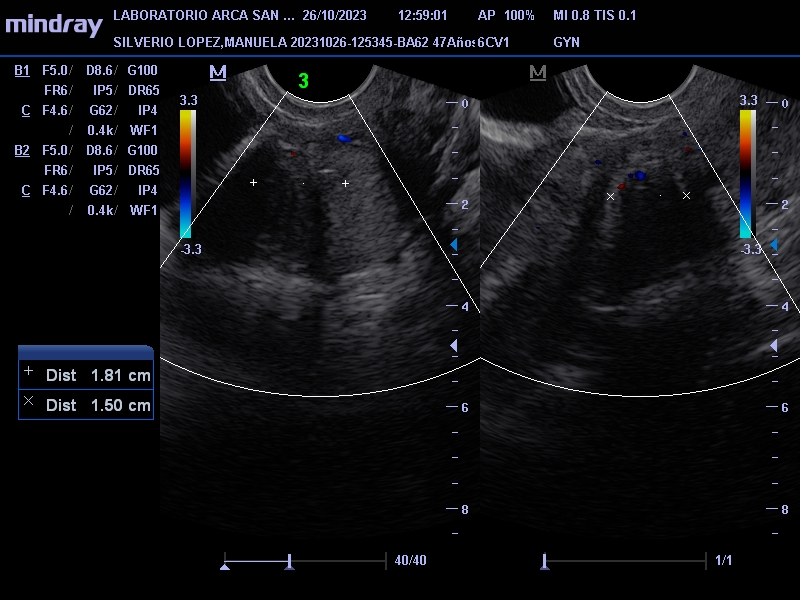 mindray
LABORATORIO ARCA SAN ... 26/10/2023 12:59:01 AP 100% MI 0.8 TIS 0.1
SILVERIO LOPEZ,MANUELA 20231026-125345-BA62 47Años 6CV1 GYN
B1 F5.0/ D8.6/ G100
FR6/ IP5/ DR65
C F4.6/ G62/ IP4
/ 0.4k/ WF1
B2 F5.0/ D8.6/ G100
FR6/ IP5/ DR65
C F4.6/ G62/ IP4
/ 0.4k/ WF1
M
3
3.3
-3.3
0
2
4
6
8
M
3.3
-3.3
0
2
4
6
8
+ Dist 1.81 cm
× Dist 1.50 cm
40/40
1/1